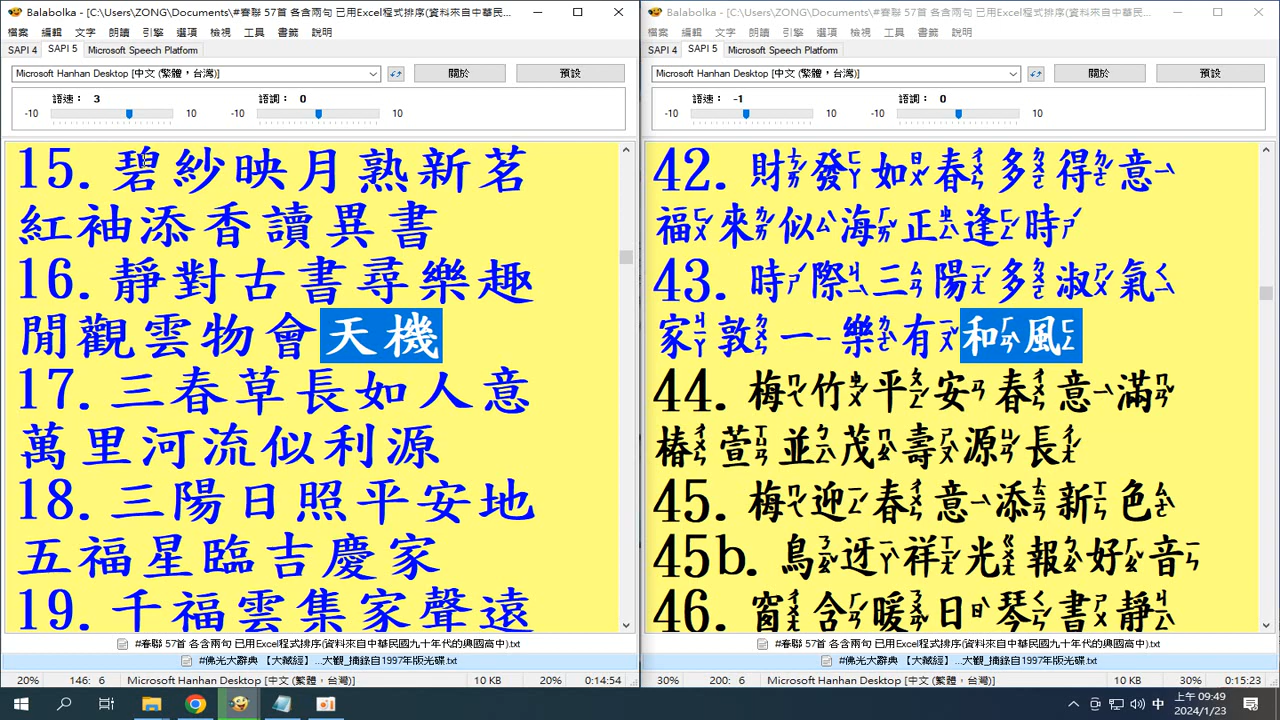 Balabolka - [C:\Users\ZONG\Documents\#春聯 57首 各含兩句 已用Excel程式排序(資料來自中華民...
檔案 編輯 文字 朗讀 引擎 選項 檢視 工具 書籤 說明
SAPI 4 SAPI 5 Microsoft Speech Platform
Microsoft Hanhan Desktop [中文 (繁體，台灣)] 關於 預設
語速： 3 語調： 0
-10 10 -10 10
15. 碧紗映月熟新茗
紅袖添香讀異書
16. 靜對古書尋樂趣
閒觀雲物會天機
17. 三春草長如人意
萬里河流似利源
18. 三陽日照平安地
五福星臨吉慶家
19. 千福雲集家聲遠
#春聯 57首 各含兩句 已用Excel程式排序(資料來自中華民國九十年代的興國高中).txt
#佛光大辭典 【大藏經】...大觀_摘錄自1997年版光碟.txt
20% 146: 6 Microsoft Hanhan Desktop [中文 (繁體，台灣)] 10 KB 20% 0:14:54
Balabolka - [C:\Users\ZONG\Documents\#春聯 57首 各含兩句 已用Excel程式排序(資料來自中華民...
檔案 編輯 文字 朗讀 引擎 選項 檢視 工具 書籤 說明
SAPI 4 SAPI 5 Microsoft Speech Platform
Microsoft Hanhan Desktop [中文 (繁體，台灣)] 關於 預設
語速： -1 語調： 0
-10 10 -10 10
42. 財發如春多得意
福來似海正逢時
43. 時際三陽多淑氣
家敦一樂有和風
44. 梅竹平安春意滿
椿萱並茂壽源長
45. 梅迎春意添新色
45b. 鳥迓祥光報好音
46. 窗含暖日琴書靜
#春聯 57首 各含兩句 已用Excel程式排序(資料來自中華民國九十年代的興國高中).txt
#佛光大辭典 【大藏經】...大觀_摘錄自1997年版光碟.txt
30% 200: 6 Microsoft Hanhan Desktop [中文 (繁體，台灣)] 10 KB 30% 0:15:23
中 上午 09:49
2024/1/23